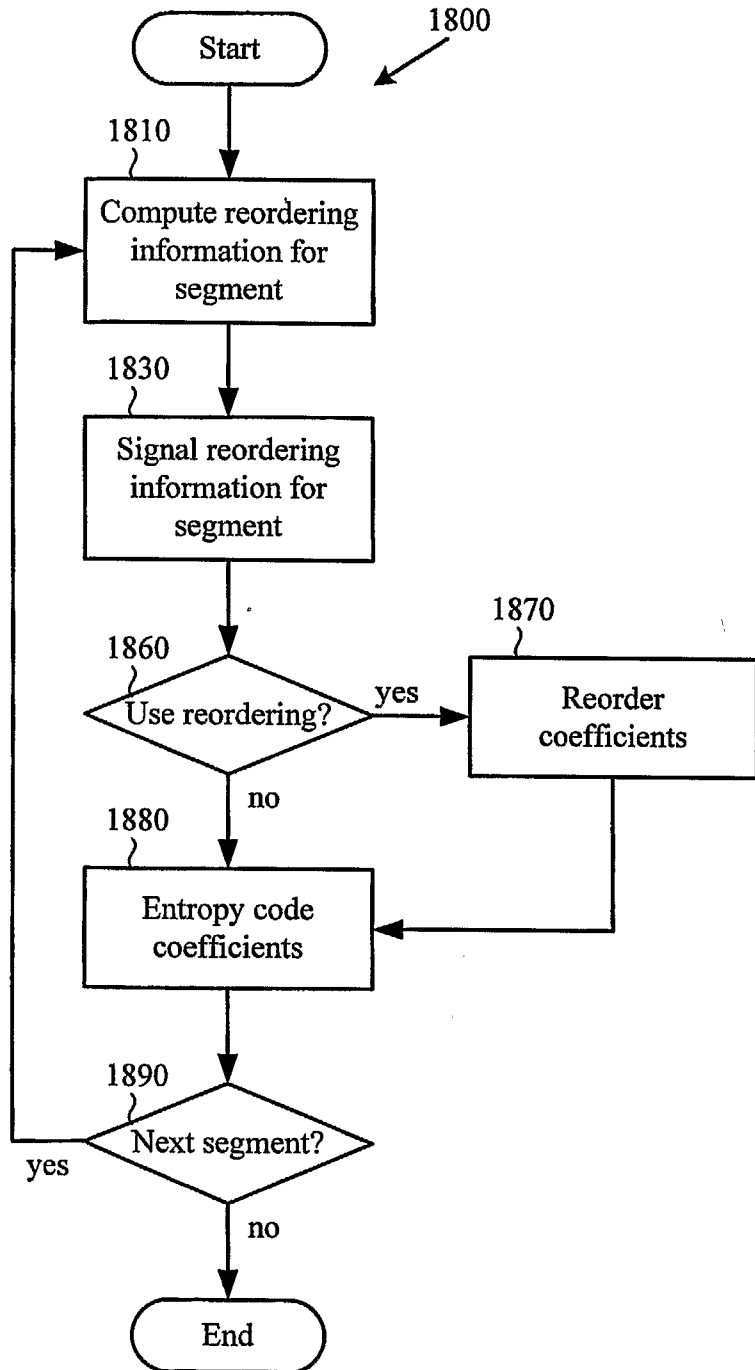 Start
1800
1810
Compute reordering
information for
segment
1830
Signal reordering
information for
segment
1860
Use reordering?
yes
no
1870
Reorder
coefficients
1880
Entropy code
coefficients
1890
Next segment?
yes
no
End